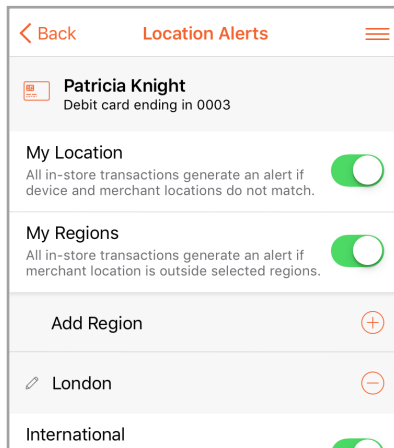 Back
Location Alerts
Patricia Knight
Debit card ending in 0003
My Location
All in-store transactions generate an alert if
device and merchant locations do not match.
My Regions
All in-store transactions generate an alert if
merchant location is outside selected regions.
Add Region
London
International